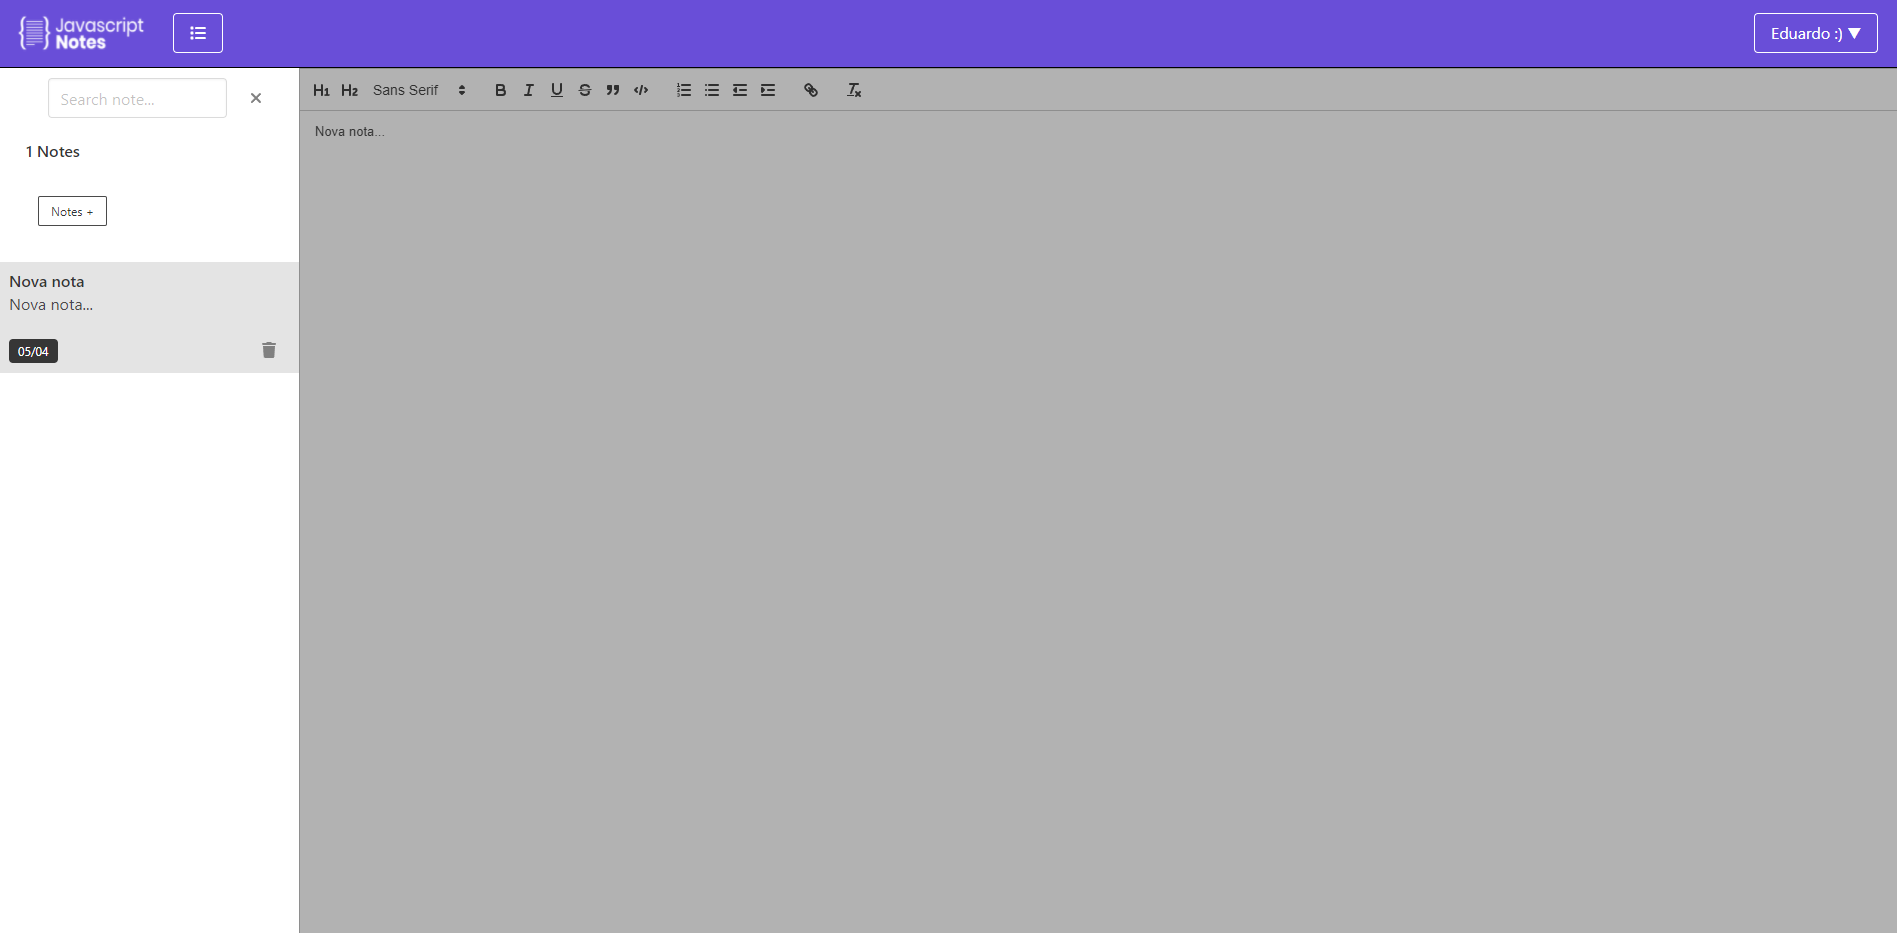 Javascript
Notes
Eduardo :) ▼
Search note...
1 Notes
Notes +
Nova nota
Nova nota...
05/04
H1 H2 Sans Serif B I U S
Nova nota...